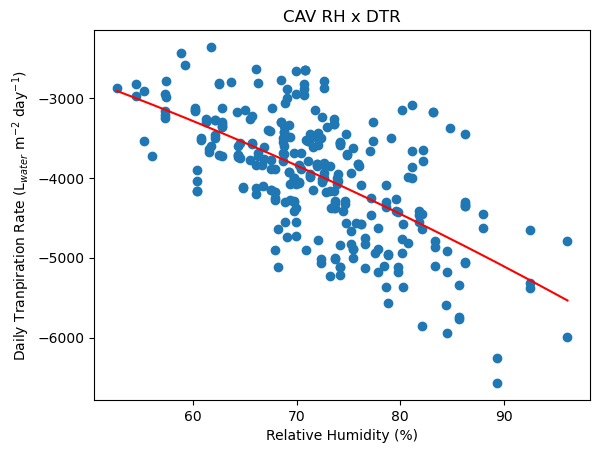 CAV RH x DTR
Daily Tranpiration Rate (L_water m⁻² day⁻¹)
−3000
−4000
−5000
−6000
60 70 80 90
Relative Humidity (%)